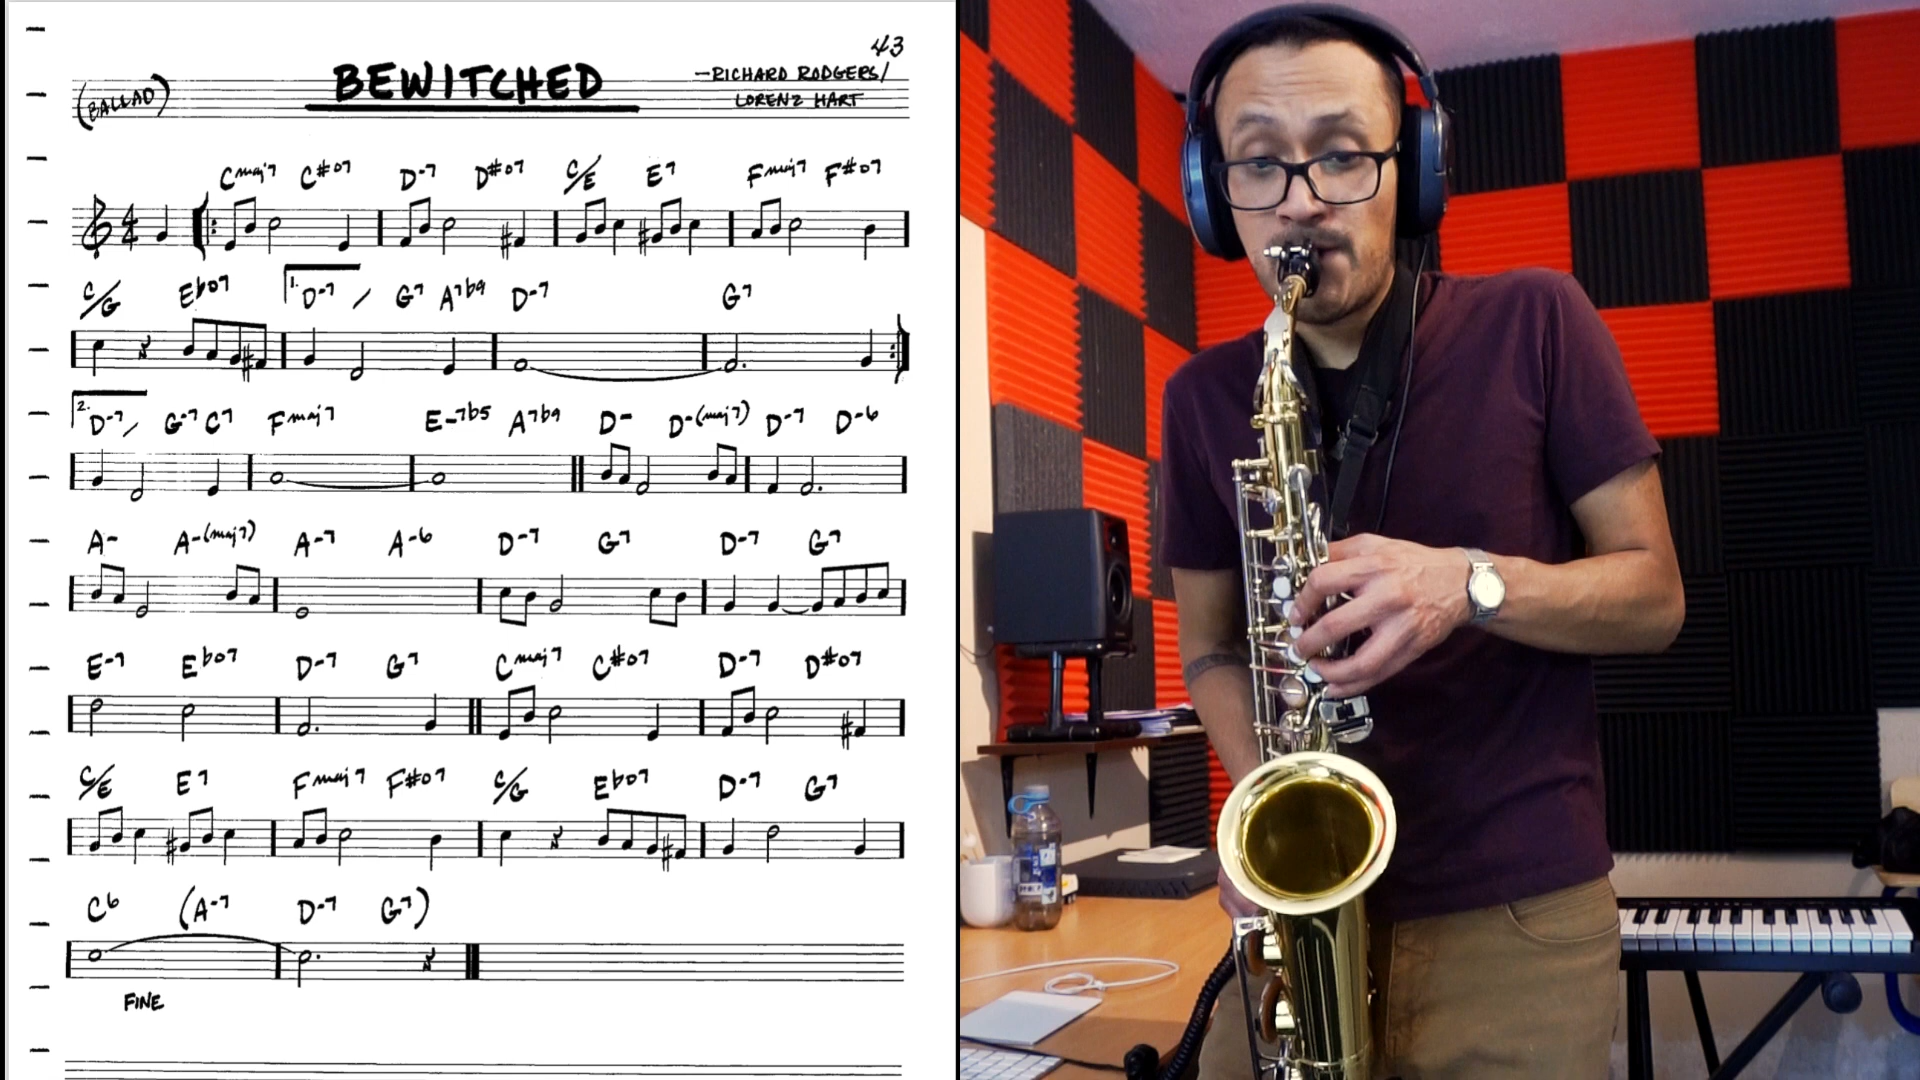 43
BEWITCHED
—RICHARD RODGERS/
LORENZ HART
(BALLAD)
Cmaj7 C#o7 D-7 D#o7 C/E E7 Fmaj7 F#o7
4/4
C/G Ebo7 1. D-7 / G7 A7b9 D-7 G7
2. D-7 / G-7 C7 Fmaj7 E-7b5 A7b9 D- D-(maj7) D-7 D-6
A- A-(maj7) A-7 A-6 D-7 G7 D-7 G7
E-7 Ebo7 D-7 G7 Cmaj7 C#o7 D-7 D#o7
C/E E7 Fmaj7 F#o7 C/G Ebo7 D-7 G7
C6 (A-7 D-7 G7)
FINE